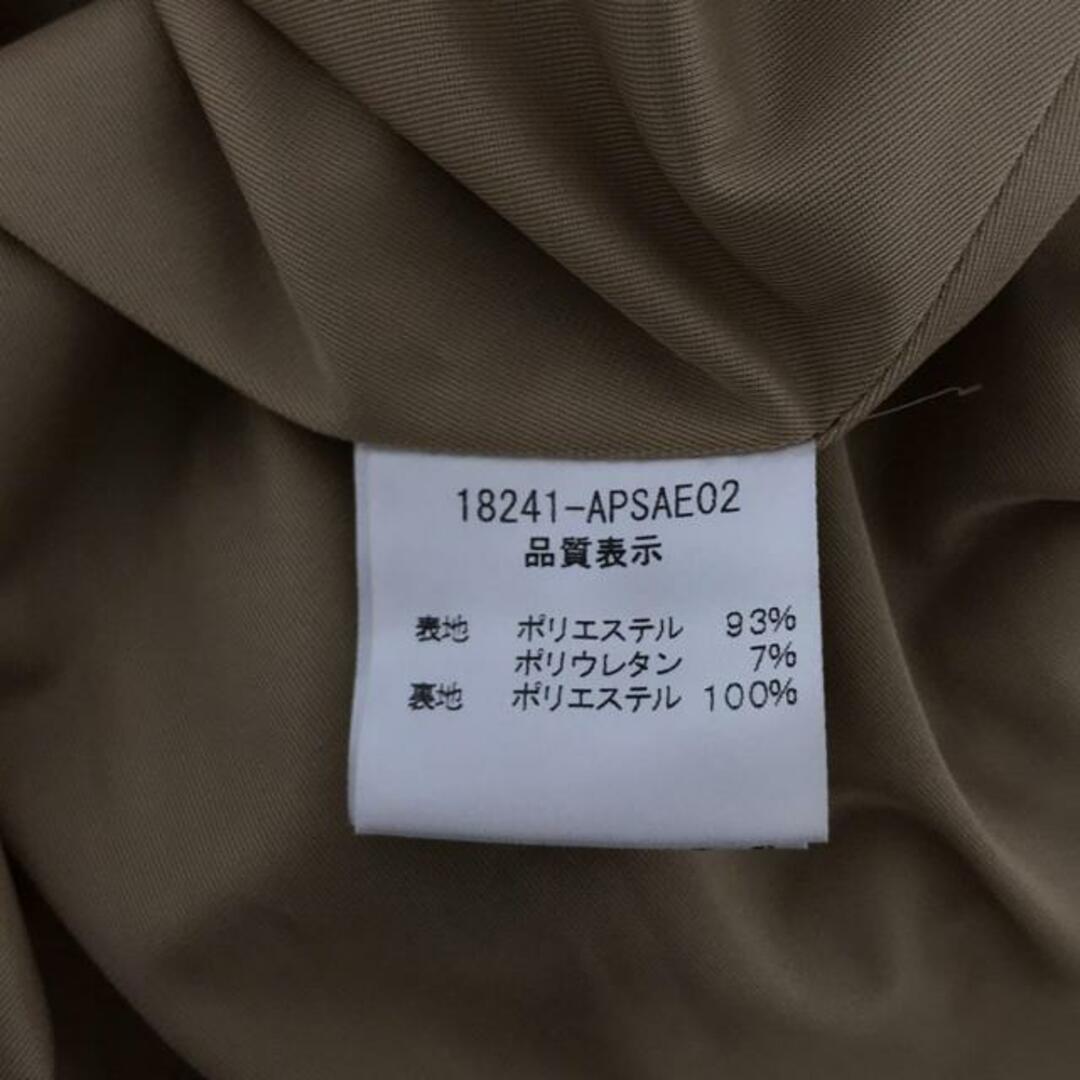 18241-APSAE02
品質表示
表地 ポリエステル 93%
ポリウレタン 7%
裏地 ポリエステル 100%